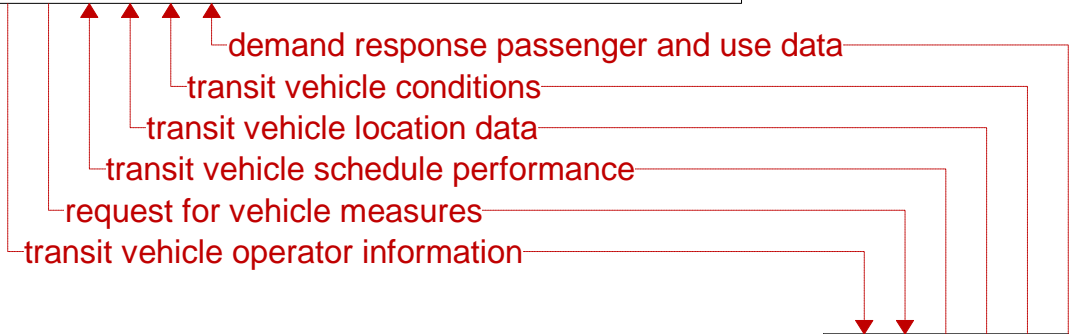 demand response passenger and use data
transit vehicle conditions
transit vehicle location data
transit vehicle schedule performance
request for vehicle measures
transit vehicle operator information